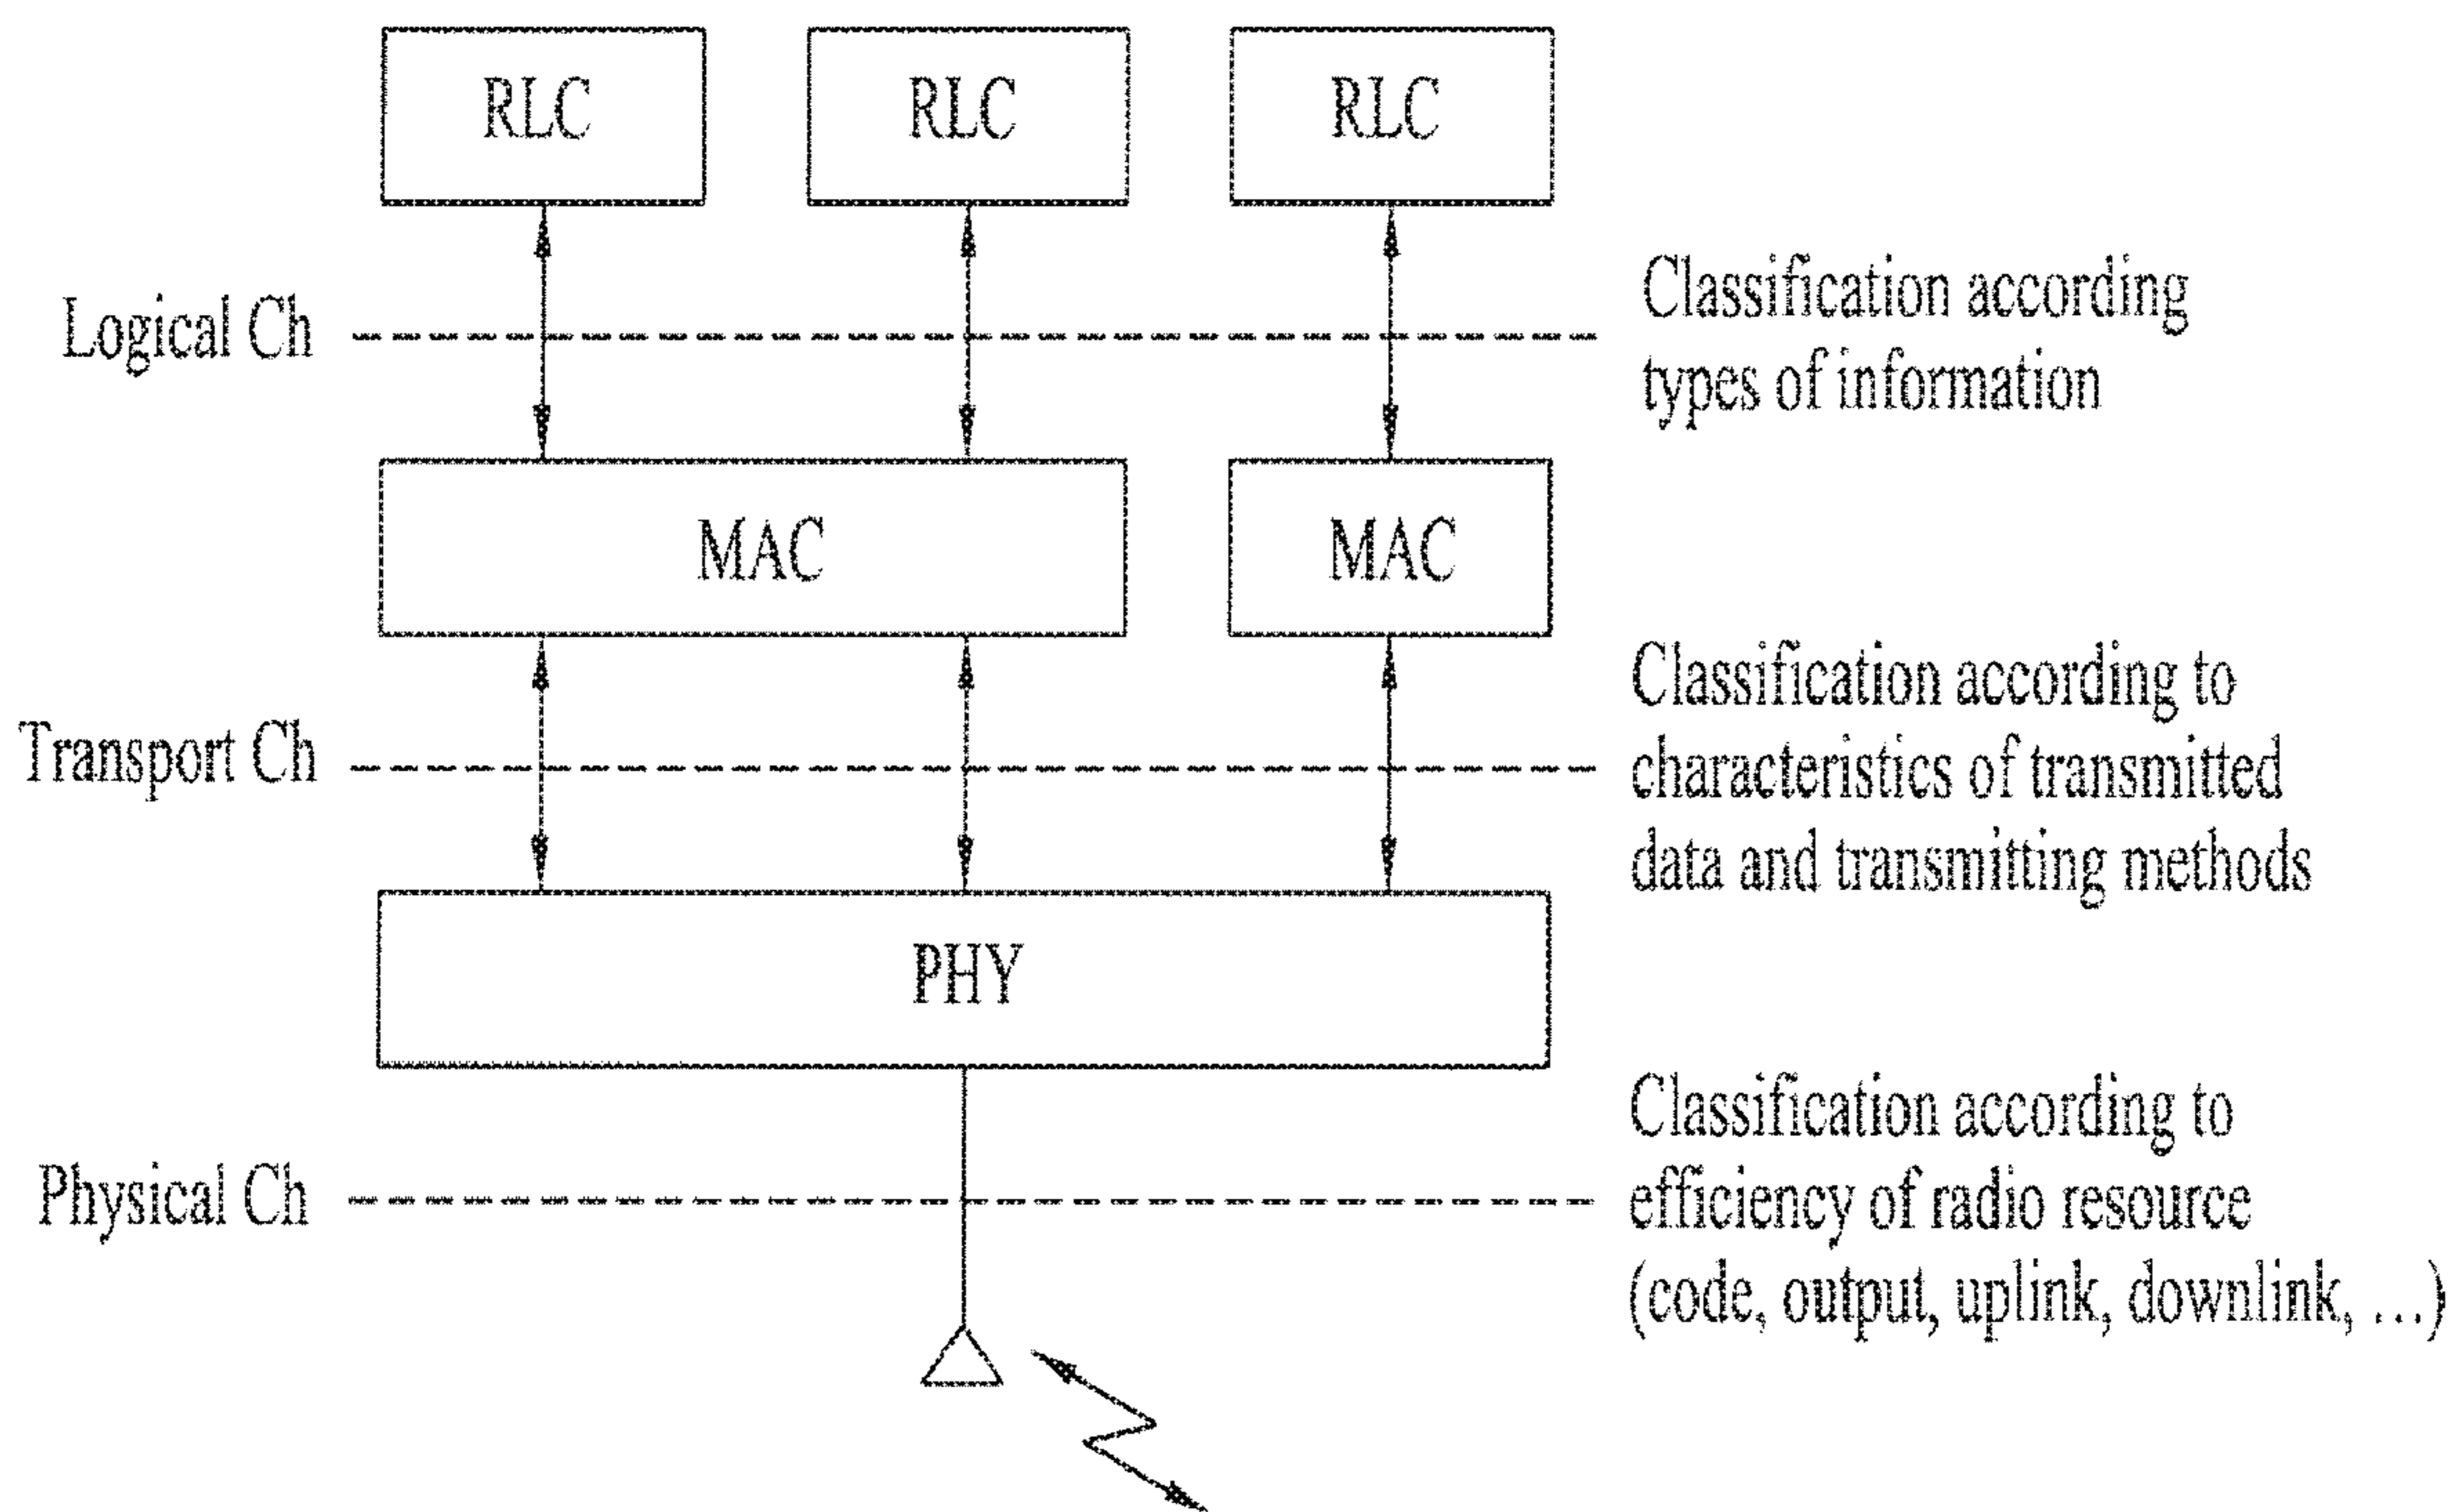 RLC
RLC
RLC
Logical Ch
Classification according
types of information
MAC
MAC
Transport Ch
Classification according to
characteristics of transmitted
data and transmitting methods
PHY
Physical Ch
Classification according to
efficiency of radio resource
(code, output, uplink, downlink, ...)